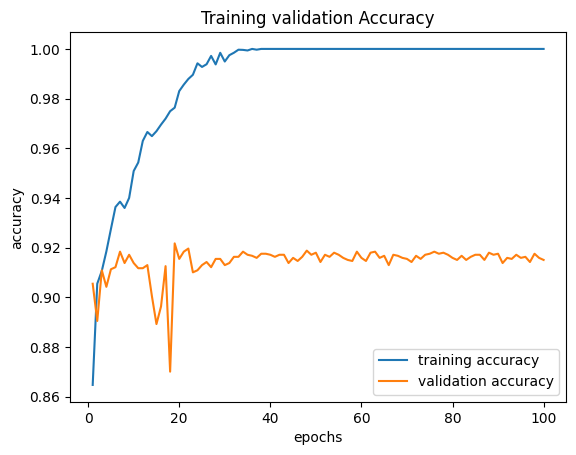 Training validation Accuracy
1.00
0.98
0.96
0.94
0.92
0.90
0.88
0.86
accuracy
training accuracy
validation accuracy
0
20
40
60
80
100
epochs